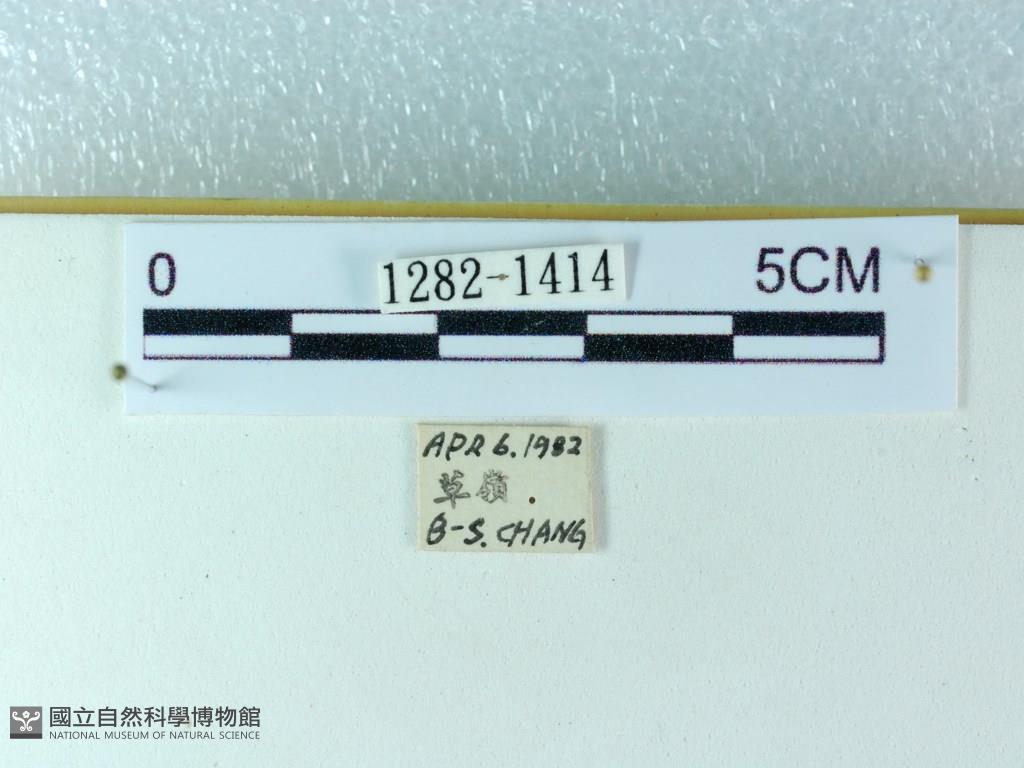 0 5CM
1282-1414
APR 6. 1982
草嶺
B-S. CHANG
國立自然科學博物館
NATIONAL MUSEUM OF NATURAL SCIENCE